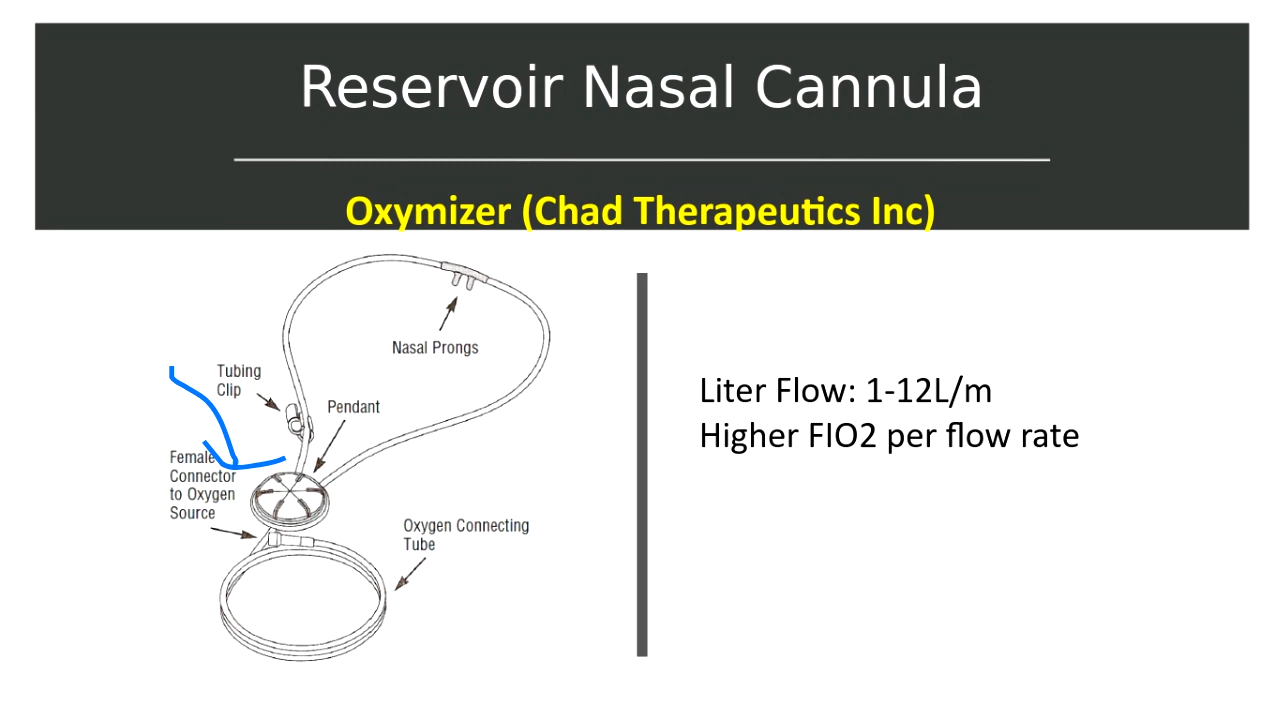 Reservoir Nasal Cannula
Oxymizer (Chad Therapeutics Inc)
Nasal Prongs
Tubing
Clip
Pendant
Female
Connector
to Oxygen
Source
Oxygen Connecting
Tube
Liter Flow: 1-12L/m
Higher FIO2 per flow rate